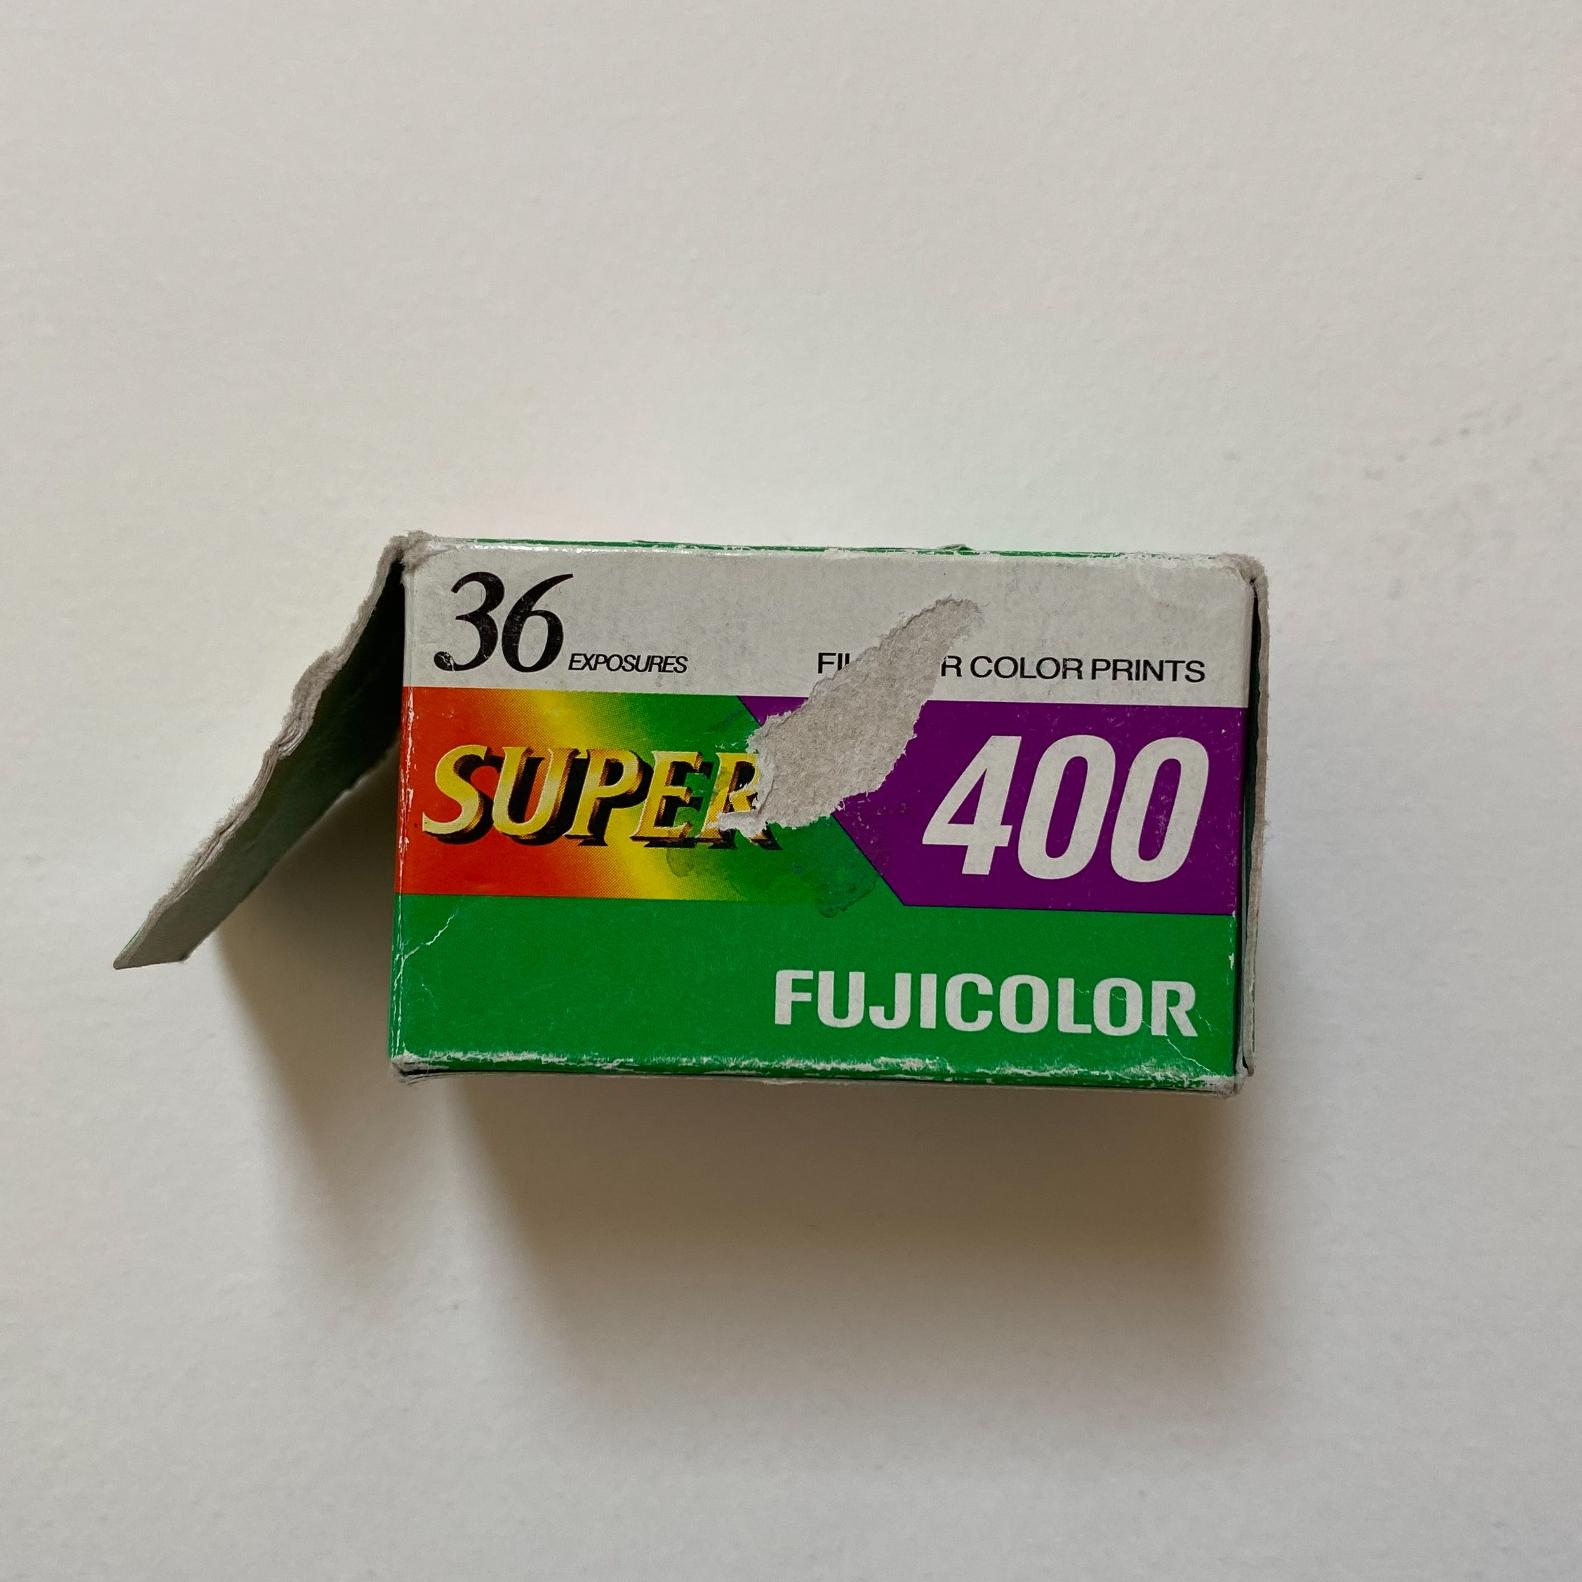 36 EXPOSURES COLOR PRINTS
SUPER 400
FUJICOLOR